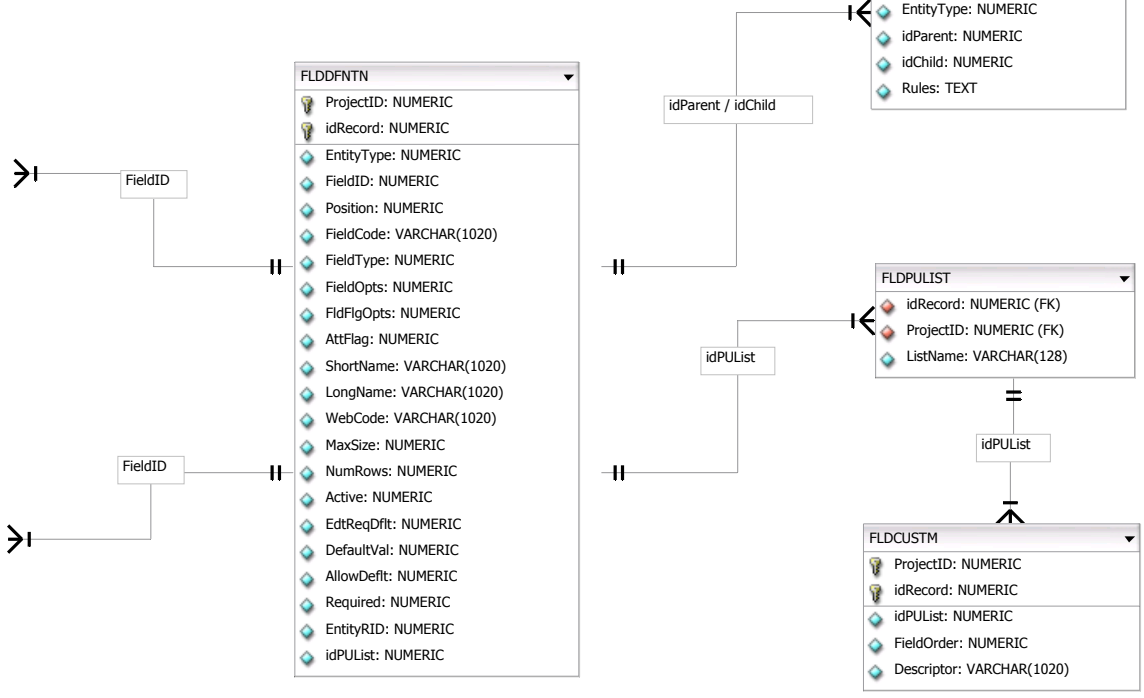 EntityType: NUMERIC
idParent: NUMERIC
idChild: NUMERIC
Rules: TEXT
idParent / idChild
FLDDFNTN
ProjectID: NUMERIC
idRecord: NUMERIC
EntityType: NUMERIC
FieldID: NUMERIC
Position: NUMERIC
FieldCode: VARCHAR(1020)
FieldType: NUMERIC
FieldOpts: NUMERIC
FldFlgOpts: NUMERIC
AttFlag: NUMERIC
ShortName: VARCHAR(1020)
LongName: VARCHAR(1020)
WebCode: VARCHAR(1020)
MaxSize: NUMERIC
NumRows: NUMERIC
Active: NUMERIC
EdtReqDflt: NUMERIC
DefaultVal: NUMERIC
AllowDeflt: NUMERIC
Required: NUMERIC
EntityRID: NUMERIC
idPUList: NUMERIC
FieldID
FieldID
idPUList
FLDPULIST
idRecord: NUMERIC (FK)
ProjectID: NUMERIC (FK)
ListName: VARCHAR(128)
idPUList
FLDCUSTM
ProjectID: NUMERIC
idRecord: NUMERIC
idPUList: NUMERIC
FieldOrder: NUMERIC
Descriptor: VARCHAR(1020)